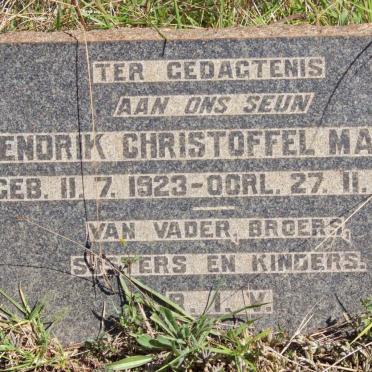 TER GEDAGTENIS
AAN ONS SEUN
ENDRIK CHRISTOFFEL MA
GEB. 11. 7. 1923 - OORL. 27. 11.
VAN VADER, BROERS,
SUSTERS EN KINDERS.